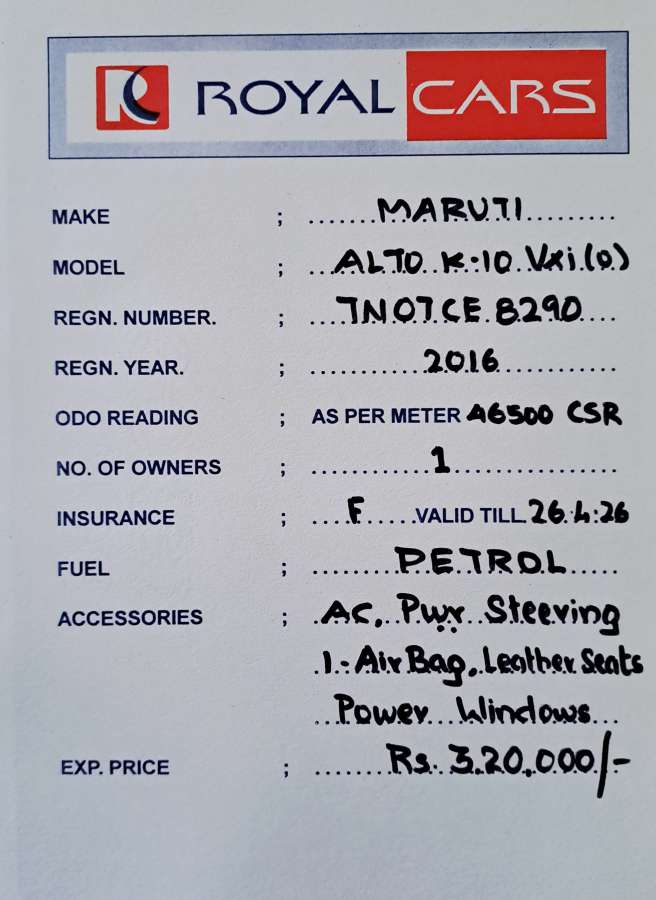 R ROYAL CARS
MAKE ; .......MARUTI.........
MODEL ; ...ALTO K-10 Vxi (o)
REGN. NUMBER. ; ....TN07CE 8290....
REGN. YEAR. ; ...........2016............
ODO READING ; AS PER METER 46500 CSR
NO. OF OWNERS ; ............1.................
INSURANCE ; ....F.....VALID TILL 26.4.26
FUEL ; ........PETROL.....
ACCESSORIES ; AC, Pwr Steering
1-Air Bag, Leather Seats
...Power Windows...
EXP. PRICE ; .......Rs. 3,20,000/-